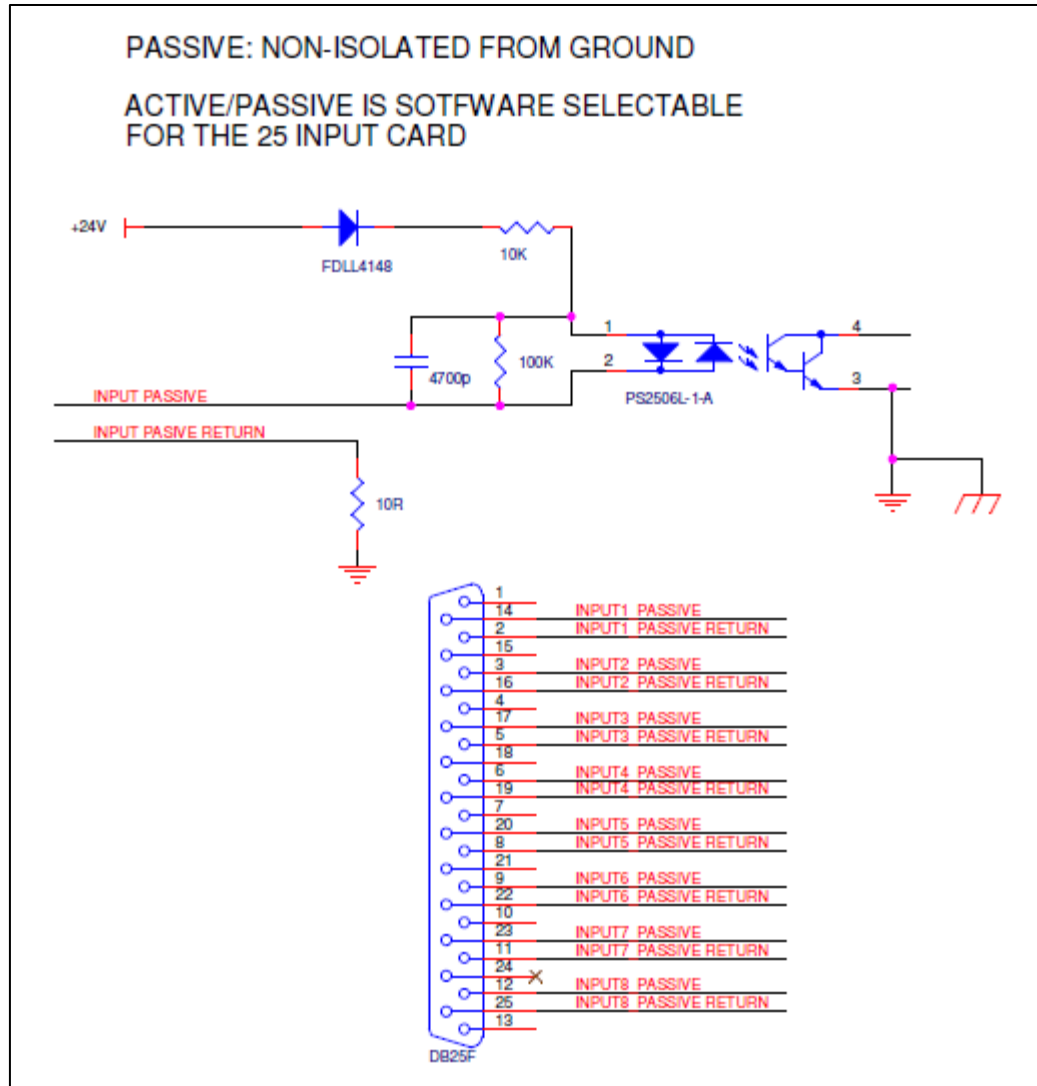 PASSIVE: NON-ISOLATED FROM GROUND
ACTIVE/PASSIVE IS SOTFWARE SELECTABLE
FOR THE 25 INPUT CARD
+24V
FDLL4148
10K
4700p
100K
1
2
4
3
PS2506L-1-A
INPUT PASSIVE
INPUT PASIVE RETURN
10R
1
14 INPUT1 PASSIVE
2 INPUT1 PASSIVE RETURN
15
3 INPUT2 PASSIVE
16 INPUT2 PASSIVE RETURN
4
17 INPUT3 PASSIVE
5 INPUT3 PASSIVE RETURN
18
6 INPUT4 PASSIVE
19 INPUT4 PASSIVE RETURN
7
20 INPUT5 PASSIVE
8 INPUT5 PASSIVE RETURN
21
9 INPUT6 PASSIVE
22 INPUT6 PASSIVE RETURN
10
23 INPUT7 PASSIVE
11 INPUT7 PASSIVE RETURN
24
12 INPUT8 PASSIVE
25 INPUT8 PASSIVE RETURN
13
DB25F